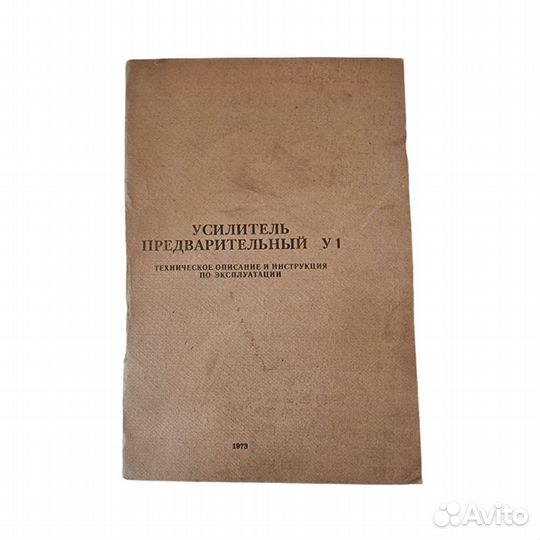 УСИЛИТЕЛЬ
ПРЕДВАРИТЕЛЬНЫЙ У1
ТЕХНИЧЕСКОЕ ОПИСАНИЕ И ИНСТРУКЦИЯ
ПО ЭКСПЛУАТАЦИИ
1973
Avito